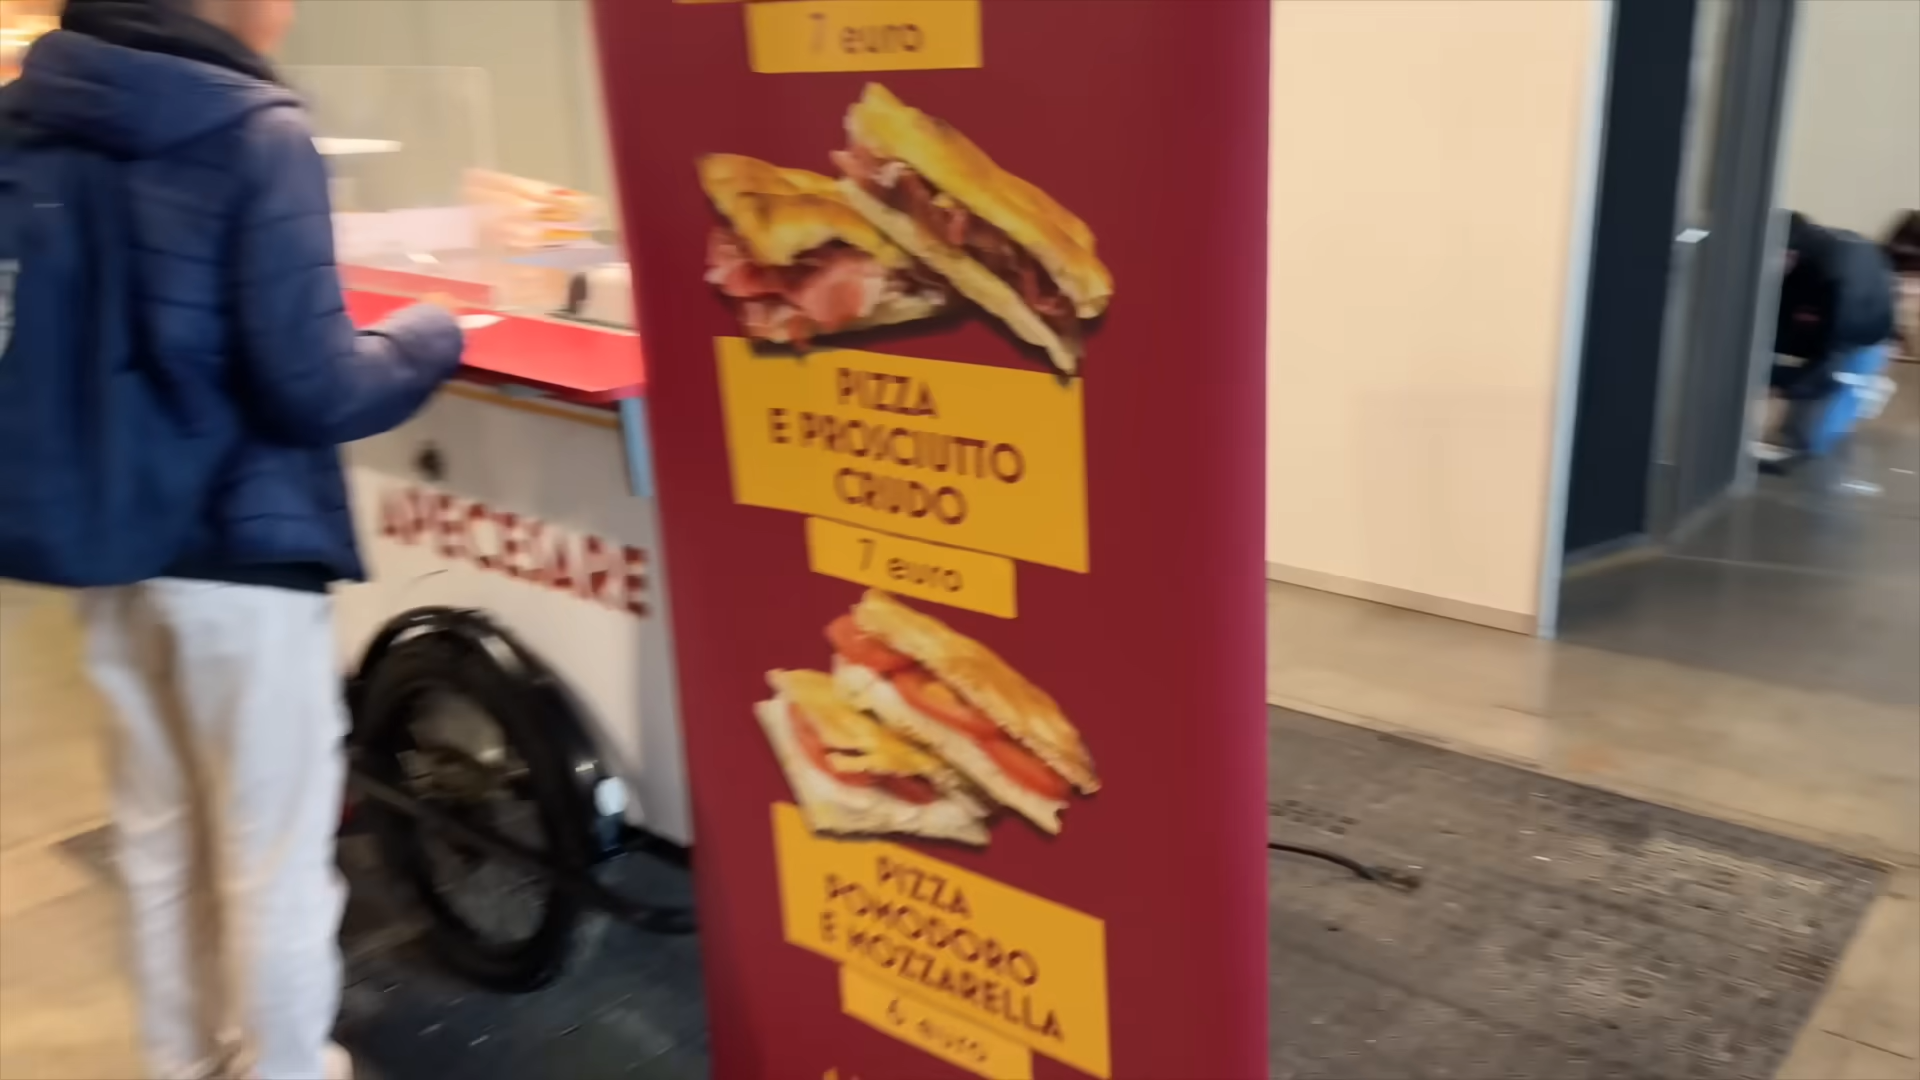 7 euro
PIZZA
E PROSCIUTTO
CRUDO
7 euro
PIZZA
POMODORO
E MOZZARELLA
6 euro
APECESARE